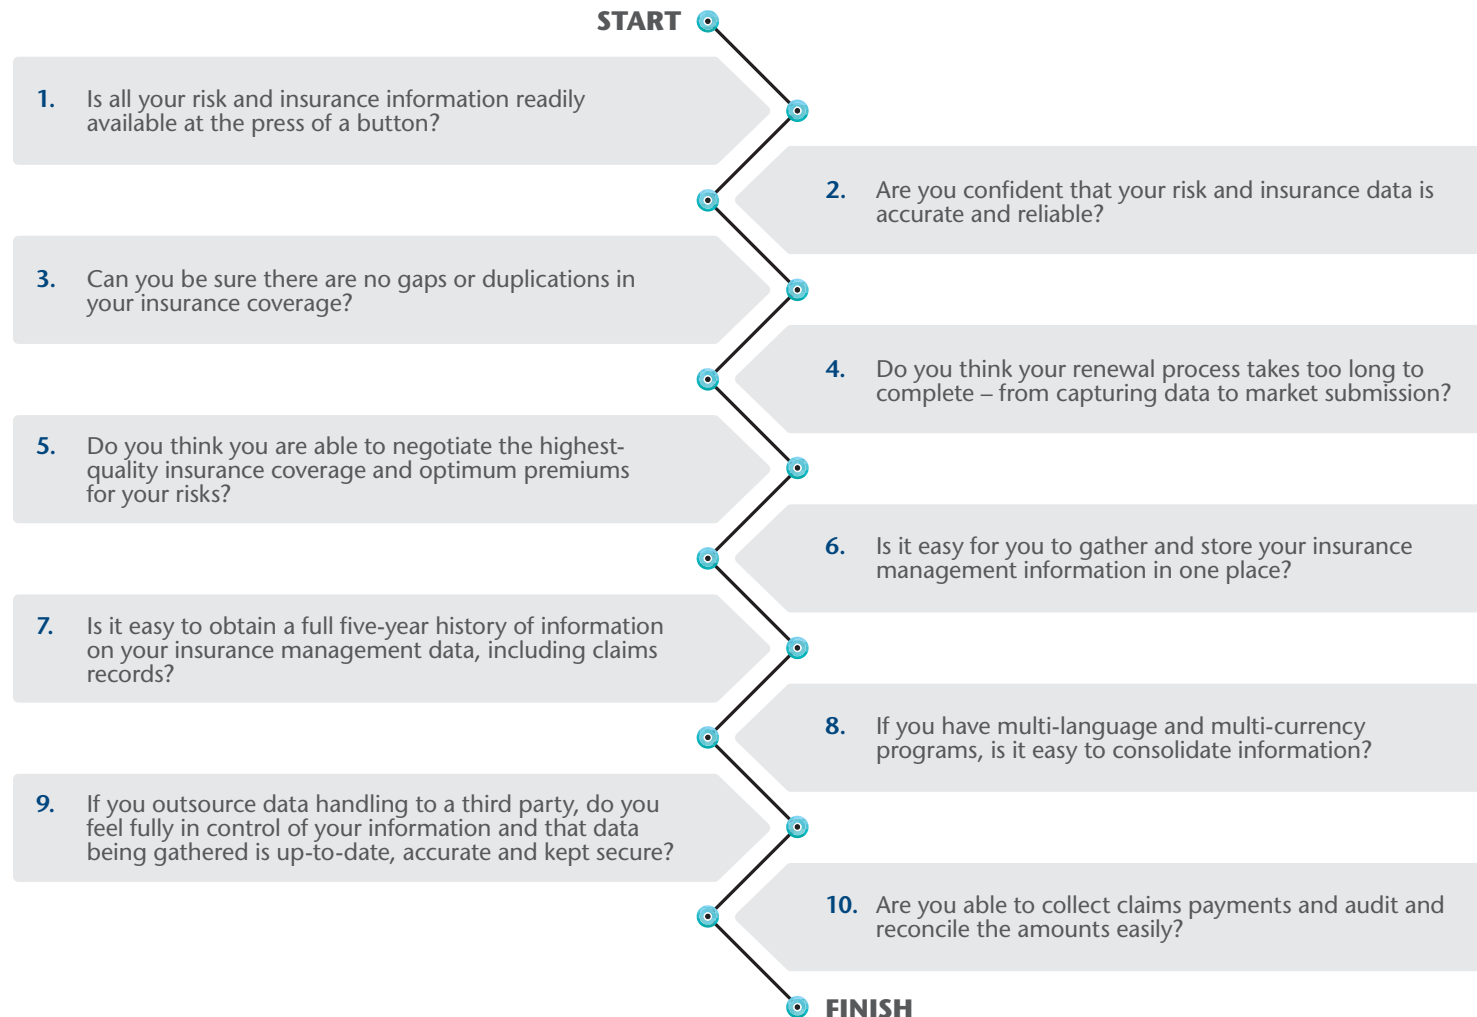 START
1. Is all your risk and insurance information readily
available at the press of a button?
2. Are you confident that your risk and insurance data is
accurate and reliable?
3. Can you be sure there are no gaps or duplications in
your insurance coverage?
4. Do you think your renewal process takes too long to
complete – from capturing data to market submission?
5. Do you think you are able to negotiate the highest-
quality insurance coverage and optimum premiums
for your risks?
6. Is it easy for you to gather and store your insurance
management information in one place?
7. Is it easy to obtain a full five-year history of information
on your insurance management data, including claims
records?
8. If you have multi-language and multi-currency
programs, is it easy to consolidate information?
9. If you outsource data handling to a third party, do you
feel fully in control of your information and that data
being gathered is up-to-date, accurate and kept secure?
10. Are you able to collect claims payments and audit and
reconcile the amounts easily?
FINISH